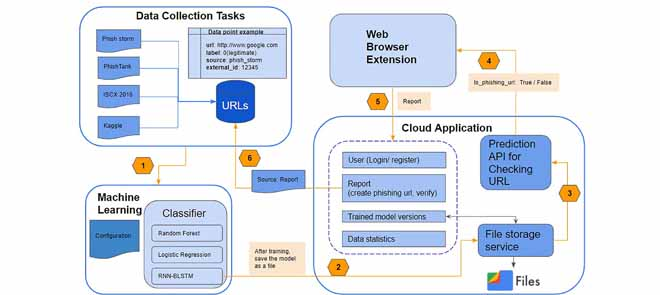 Data Collection Tasks
Phish storm
PhishTank
ISCX 2016
Kaggle
Data point example
url: http://www.google.com
label: 0(legitimate)
source: phish_storm
external_id: 12345
URLs
Web
Browser
Extension
4
Is_phishing_url: True / False
5
Report
1
6
Source: Report
Cloud Application
User (Login/ register)
Report
(create phishing url, verify)
Trained model versions
Data statistics
Prediction
API for
Checking
URL
3
File storage
service
Files
Machine
Learning
Configuration
Classifier
Random Forest
Logistic Regression
RNN-BLSTM
After training,
save the model
as a file
2